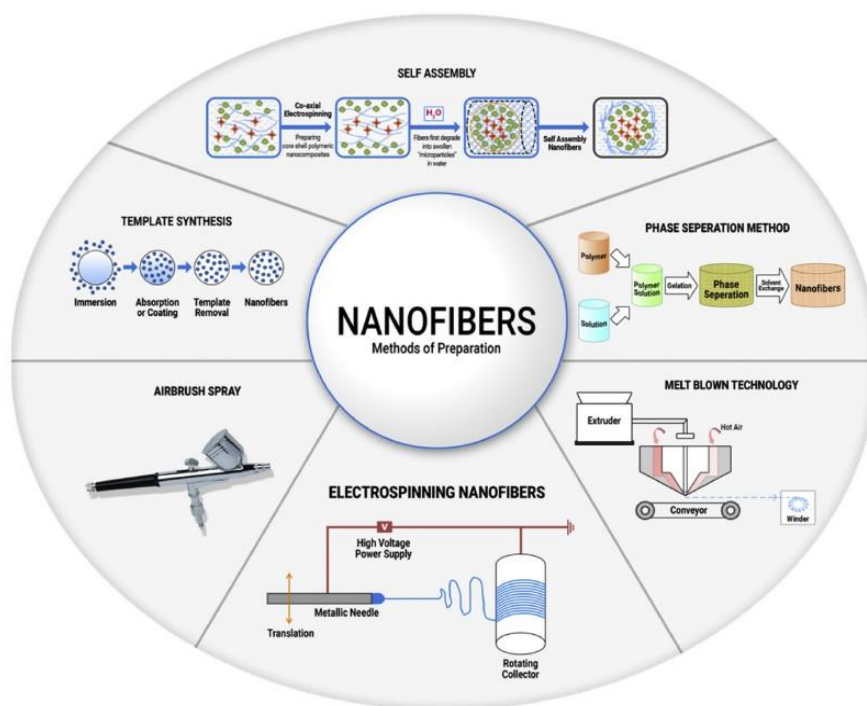 SELF ASSEMBLY
Co-axial
Electrospinning
Preparing
core shell polymeric
nanocomposites
H₂O
Fibers first degrade
into swollen
"microparticles"
in water
Self Assembly
Nanofibers
TEMPLATE SYNTHESIS
Immersion
Absorption
or Coating
Template
Removal
Nanofibers
PHASE SEPERATION METHOD
Polymer
Solution
Polymer
Solution
Gelation
Phase
Seperation
Solvent
Exchange
Nanofibers
NANOFIBERS
Methods of Preparation
AIRBRUSH SPRAY
MELT BLOWN TECHNOLOGY
Extruder
Hot Air
Conveyor
Winder
ELECTROSPINNING NANOFIBERS
V
High Voltage
Power Supply
Metallic Needle
Translation
Rotating
Collector